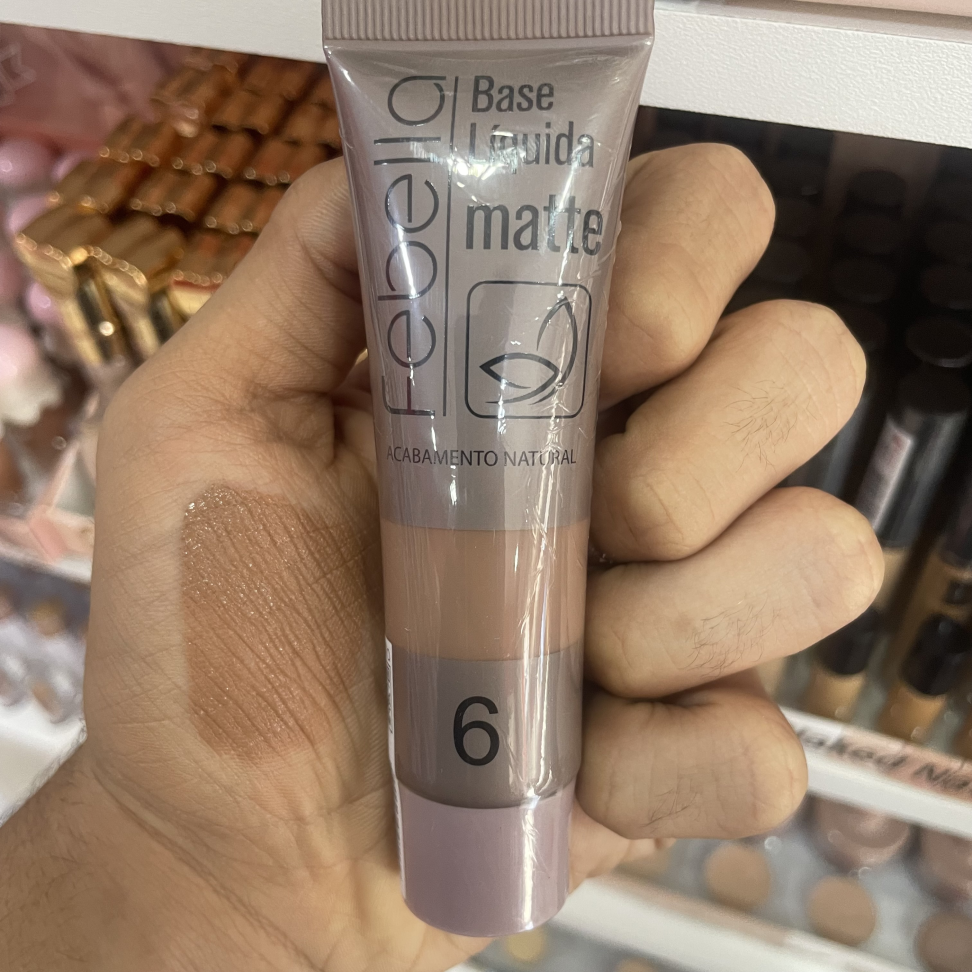 Febella
Base
Líquida
matte
ACABAMENTO NATURAL
6